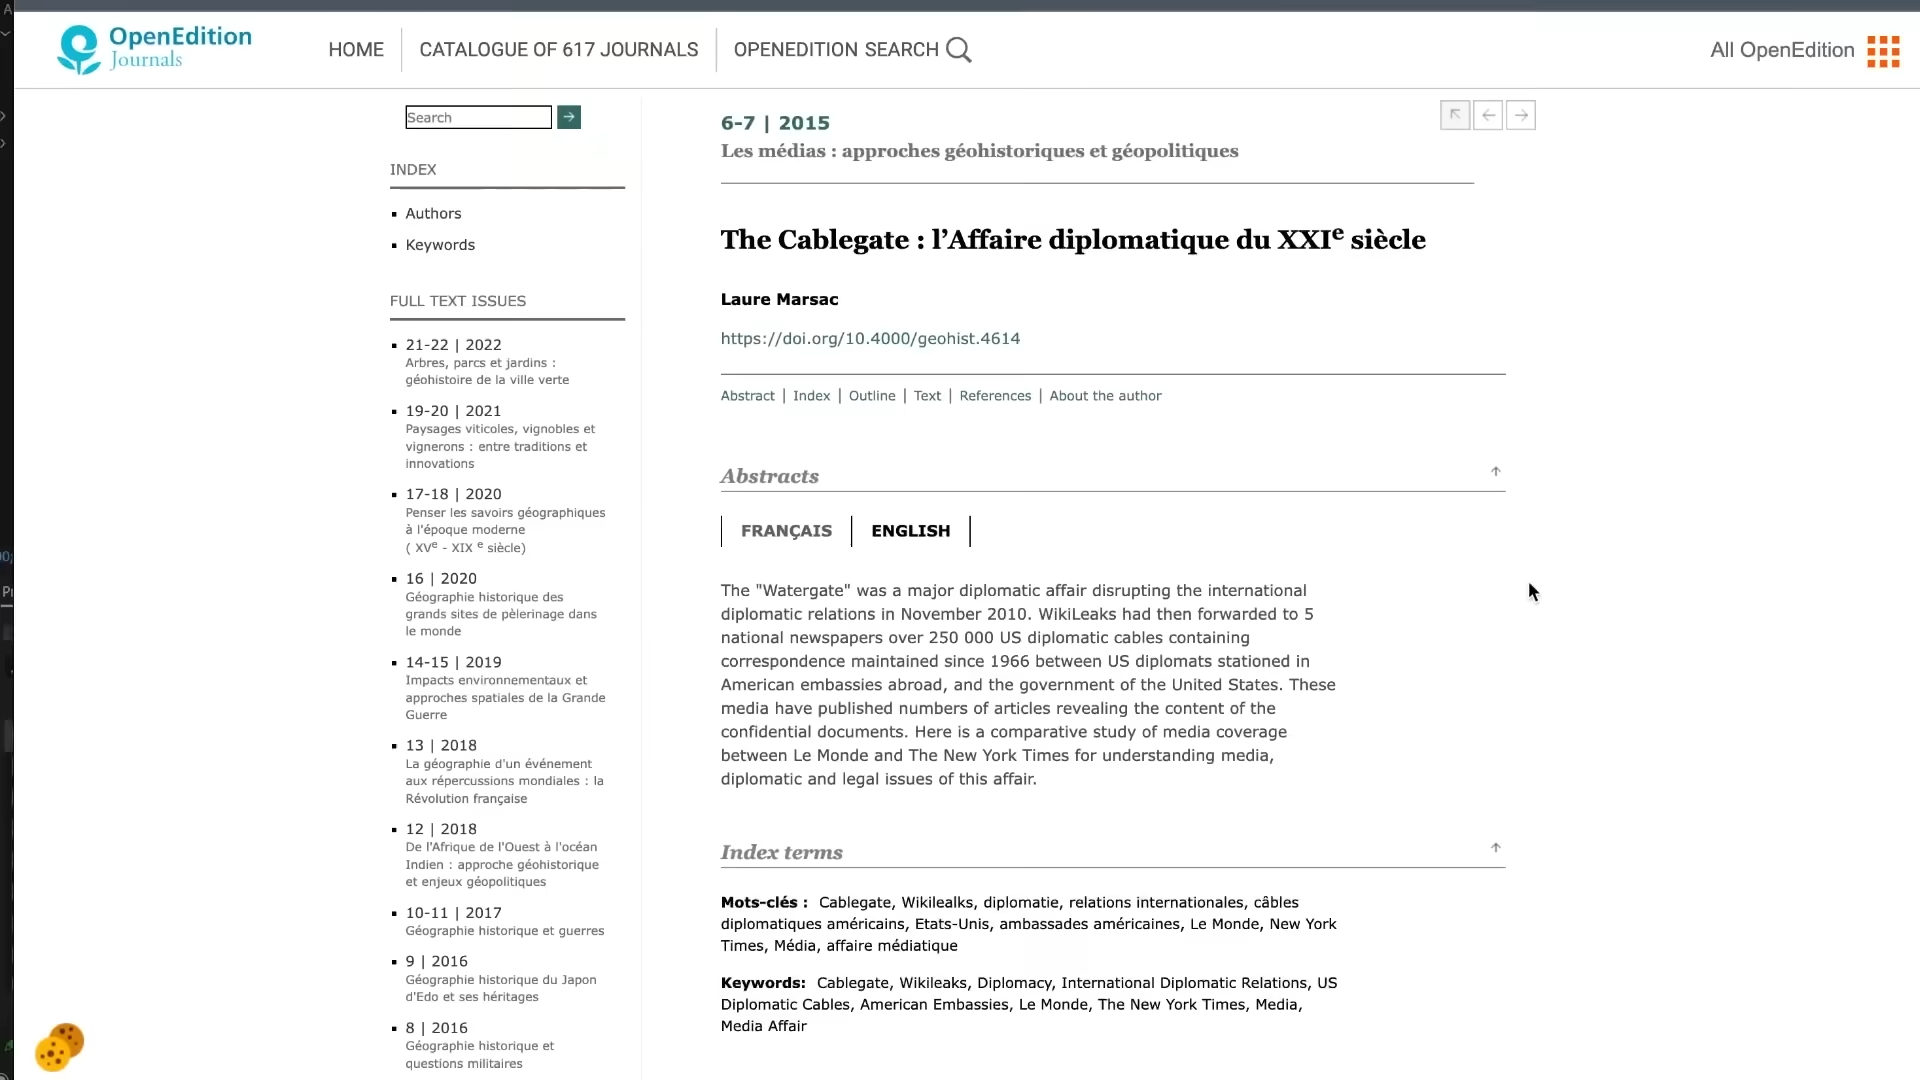 OpenEdition
Journals
HOME
CATALOGUE OF 617 JOURNALS
OPENEDITION SEARCH
All OpenEdition
Search
INDEX
Authors
Keywords
FULL TEXT ISSUES
21-22 | 2022
Arbres, parcs et jardins :
géohistoire de la ville verte
19-20 | 2021
Paysages viticoles, vignobles et
vignerons : entre traditions et
innovations
17-18 | 2020
Penser les savoirs géographiques
à l'époque moderne
( XVe - XIX e siècle)
16 | 2020
Géographie historique des
grands sites de pèlerinage dans
le monde
14-15 | 2019
Impacts environnementaux et
approches spatiales de la Grande
Guerre
13 | 2018
La géographie d'un événement
aux répercussions mondiales : la
Révolution française
12 | 2018
De l'Afrique de l'Ouest à l'océan
Indien : approche géohistorique
et enjeux géopolitiques
10-11 | 2017
Géographie historique et guerres
9 | 2016
Géographie historique du Japon
d'Edo et ses héritages
8 | 2016
Géographie historique et
questions militaires
6-7 | 2015
Les médias : approches géohistoriques et géopolitiques
The Cablegate : l’Affaire diplomatique du XXIe siècle
Laure Marsac
https://doi.org/10.4000/geohist.4614
Abstract | Index | Outline | Text | References | About the author
Abstracts
FRANÇAIS
ENGLISH
The "Watergate" was a major diplomatic affair disrupting the international
diplomatic relations in November 2010. WikiLeaks had then forwarded to 5
national newspapers over 250 000 US diplomatic cables containing
correspondence maintained since 1966 between US diplomats stationed in
American embassies abroad, and the government of the United States. These
media have published numbers of articles revealing the content of the
confidential documents. Here is a comparative study of media coverage
between Le Monde and The New York Times for understanding media,
diplomatic and legal issues of this affair.
Index terms
Mots-clés : Cablegate, Wikilealks, diplomatie, relations internationales, câbles
diplomatiques américains, Etats-Unis, ambassades américaines, Le Monde, New York
Times, Média, affaire médiatique
Keywords: Cablegate, Wikileaks, Diplomacy, International Diplomatic Relations, US
Diplomatic Cables, American Embassies, Le Monde, The New York Times, Media,
Media Affair